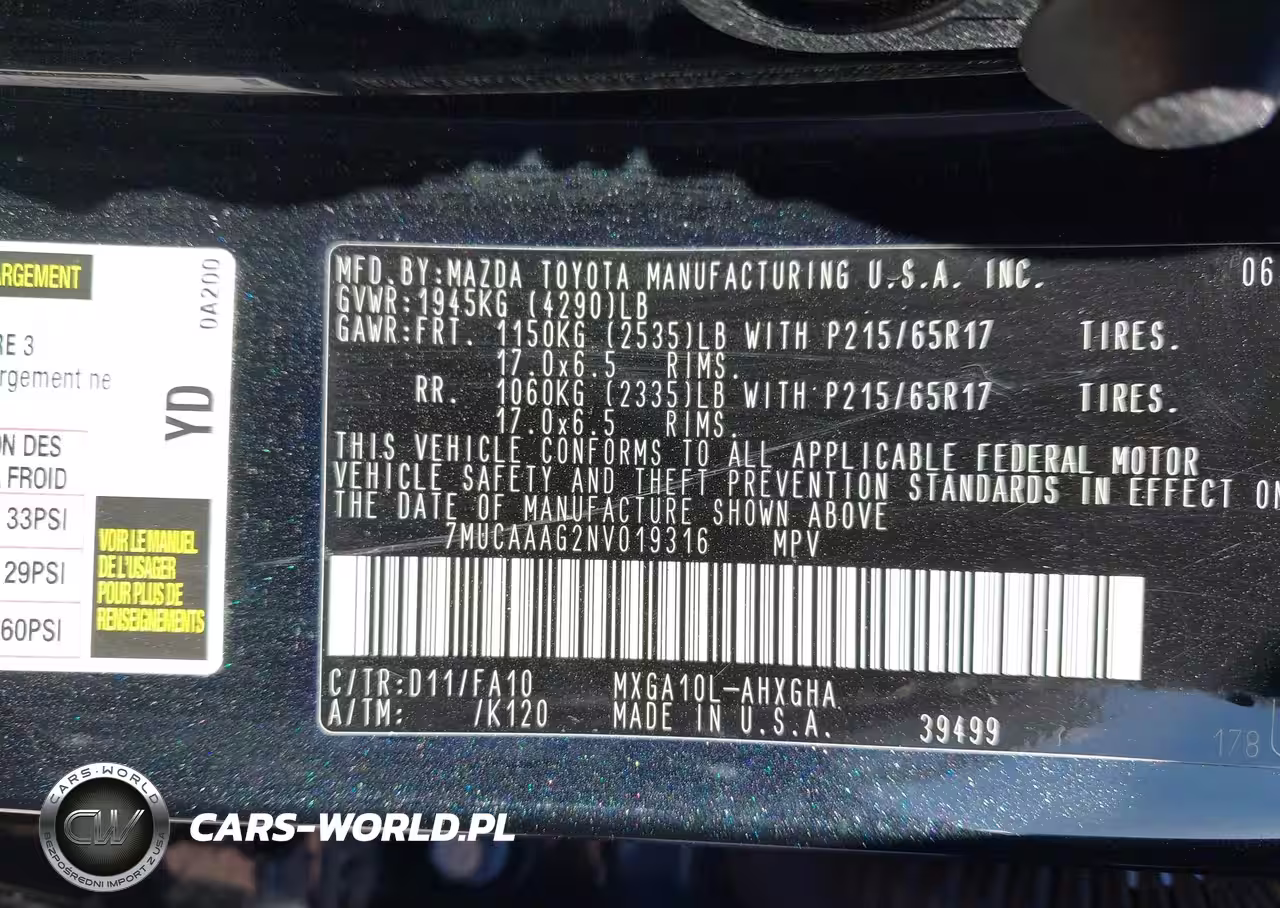 ARGEMENT
0A200
RE 3
rgement ne
YD
ON DES
FROID
33PSI
29PSI
60PSI
VOIR LE MANUEL
DE L'USAGER
POUR PLUS DE
RENSEIGNEMENTS
MFD.BY:MAZDA TOYOTA MANUFACTURING U.S.A. INC. 06
GVWR:1945KG (4290)LB
GAWR:FRT. 1150KG (2535)LB WITH P215/65R17 TIRES.
17.0x6.5 RIMS.
RR. 1060KG (2335)LB WITH P215/65R17 TIRES.
17.0x6.5 RIMS.
THIS VEHICLE CONFORMS TO ALL APPLICABLE FEDERAL MOTOR
VEHICLE SAFETY AND THEFT PREVENTION STANDARDS IN EFFECT ON
THE DATE OF MANUFACTURE SHOWN ABOVE
7MUCAAAG2NV019316 MPV
C/TR:D11/FA10 MXGA10L-AHXGHA
A/TM: /K120 MADE IN U.S.A. 39499
178
CARS-WORLD
CW
BEZPOŚREDNI IMPORT Z USA
CARS-WORLD.PL